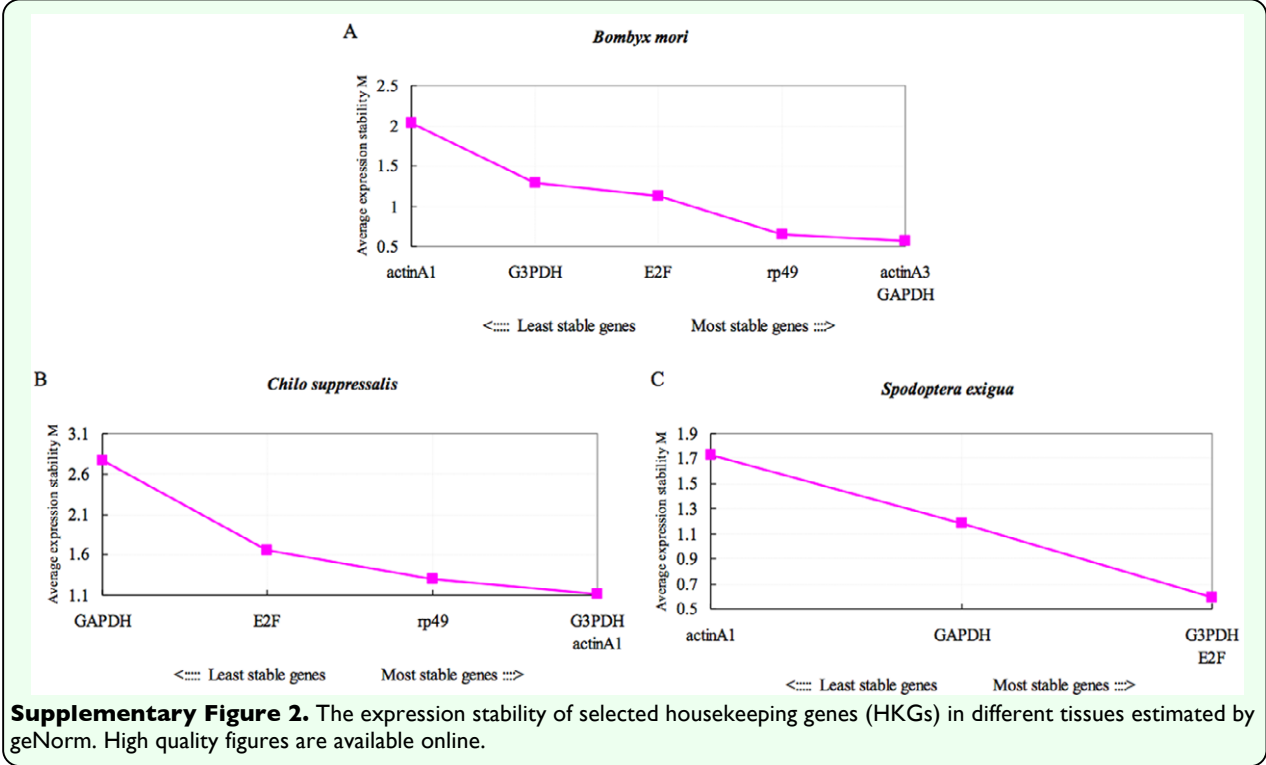 A
Bombyx mori
Average expression stability M
2.5
2
1.5
1
0.5
actinA1 G3PDH E2F rp49 actinA3
GAPDH
<::::: Least stable genes Most stable genes ::::>
B
Chilo suppressalis
Average expression stability M
3.1
2.6
2.1
1.6
1.1
GAPDH E2F rp49 G3PDH
actinA1
<::::: Least stable genes Most stable genes ::::>
C
Spodoptera exigua
Average expression stability M
1.9
1.7
1.5
1.3
1.1
0.9
0.7
0.5
actinA1 GAPDH G3PDH
E2F
<::::: Least stable genes Most stable genes ::::>
Supplementary Figure 2. The expression stability of selected housekeeping genes (HKGs) in different tissues estimated by
geNorm. High quality figures are available online.